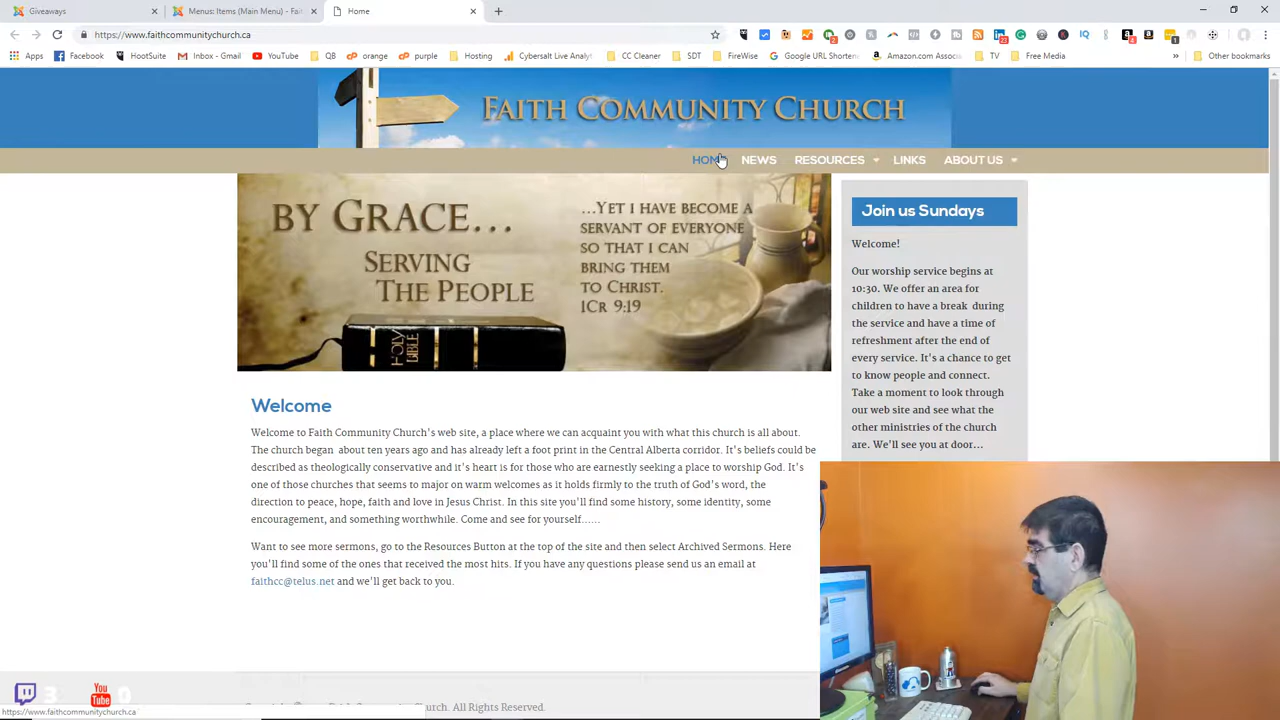 Giveaways
Menus: Items (Main Menu) - Fai
Home
https://www.faithcommunitychurch.ca
Apps Facebook HootSuite Inbox - Gmail YouTube QB orange purple Hosting Cybersalt Live Analyt CC Cleaner SDT FireWise Google URL Shortene Amazon.com Associ TV Free Media » Other bookmarks
FAITH COMMUNITY CHURCH
HOME NEWS RESOURCES LINKS ABOUT US
BY GRACE...
SERVING
THE PEOPLE
...YET I HAVE BECOME A
SERVANT OF EVERYONE
SO THAT I CAN
BRING THEM
TO CHRIST.
1CR 9:19
HOLY BIBLE
Join us Sundays
Welcome!
Our worship service begins at
10:30. We offer an area for
children to have a break during
the service and have a time of
refreshment after the end of
every service. It's a chance to get
to know people and connect.
Take a moment to look through
our web site and see what the
other ministries of the church
are. We'll see you at door...
Welcome
Welcome to Faith Community Church's web site, a place where we can acquaint you with what this church is all about.
The church began about ten years ago and has already left a foot print in the Central Alberta corridor. It's beliefs could be
described as theologically conservative and it's heart is for those who are earnestly seeking a place to worship God. It's
one of those churches that seems to major on warm welcomes as it holds firmly to the truth of God's word, the
direction to peace, hope, faith and love in Jesus Christ. In this site you'll find some history, some identity, some
encouragement, and something worthwhile. Come and see for yourself......
Want to see more sermons, go to the Resources Button at the top of the site and then select Archived Sermons. Here
you'll find some of the ones that received the most hits. If you have any questions please send us an email at
faithcc@telus.net and we'll get back to you.
3
You
Tube
0
Church. All Rights Reserved.
https://www.faithcommunitychurch.ca